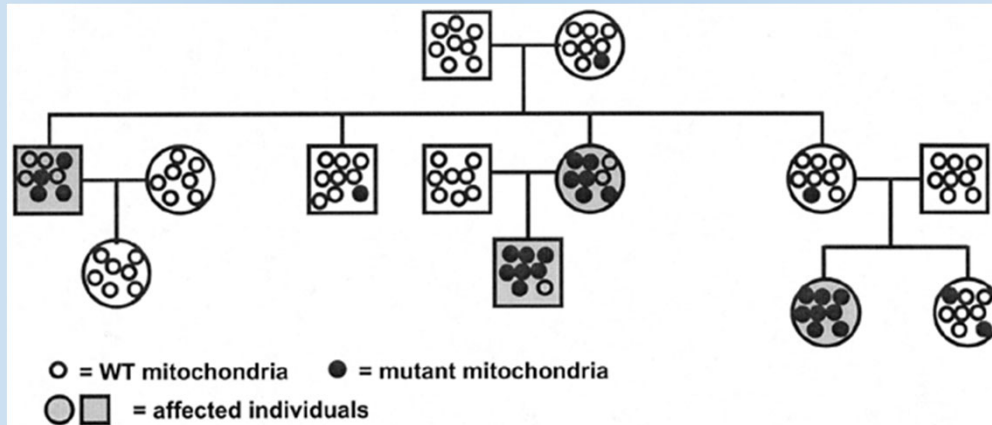 = WT mitochondria = mutant mitochondria
= affected individuals